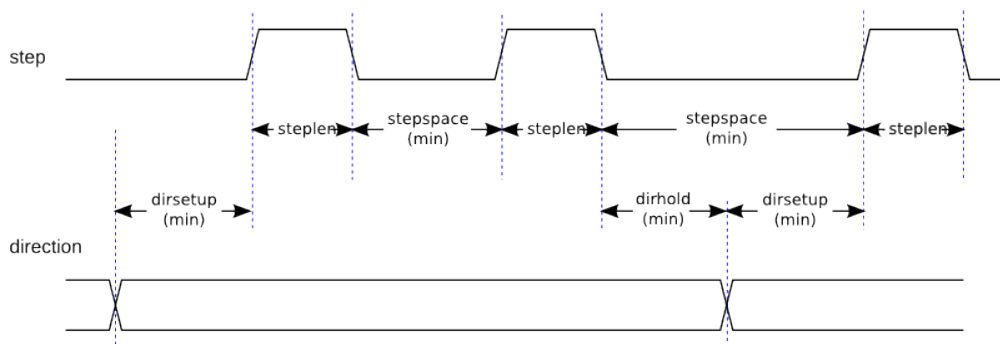 step
steplen
stepspace
(min)
steplen
stepspace
(min)
steplen
dirsetup
(min)
dirhold
(min)
dirsetup
(min)
direction